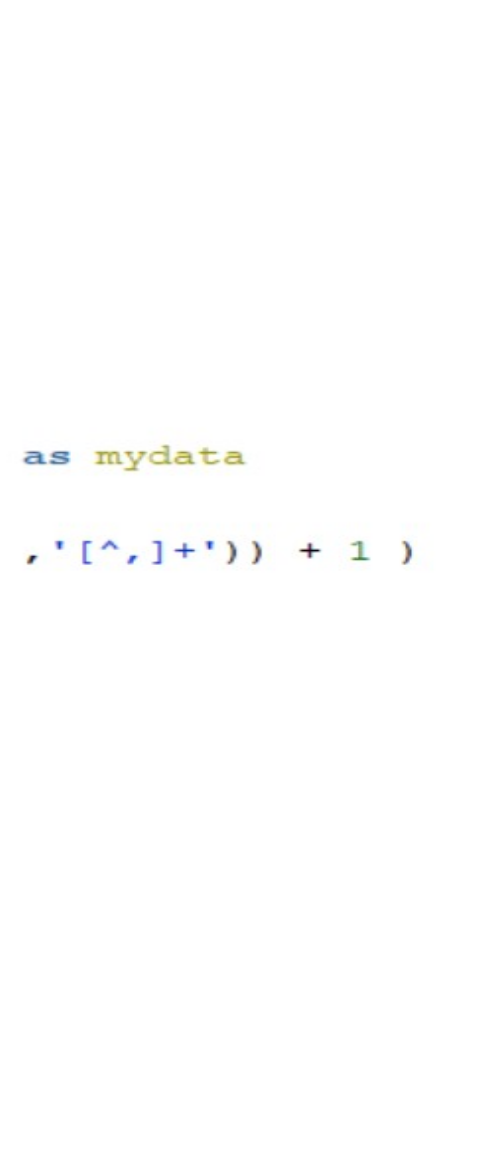 as mydata
,'[^,]+')) + 1 )